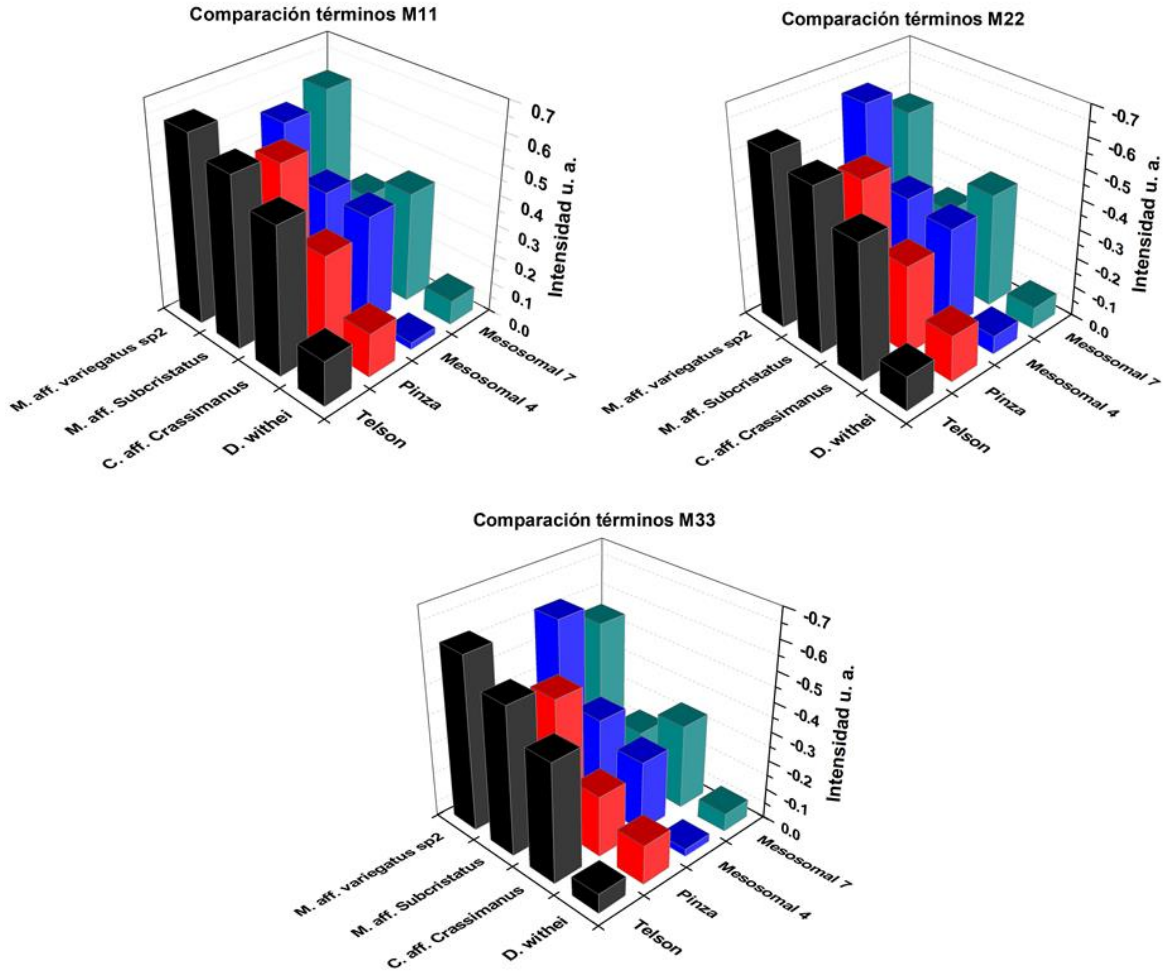 Comparación términos M11
0.7
0.6
0.5
0.4
0.3
0.2
0.1
0.0
Intensidad u. a.
M. aff. variegatus sp2
M. aff. Subcristatus
C. aff. Crassimanus
D. withei
Telson
Pinza
Mesosomal 4
Mesosomal 7
Comparación términos M22
-0.7
-0.6
-0.5
-0.4
-0.3
-0.2
-0.1
0.0
Intensidad u. a.
M. aff. variegatus sp2
M. aff. Subcristatus
C. aff. Crassimanus
D. withei
Telson
Pinza
Mesosomal 4
Mesosomal 7
Comparación términos M33
-0.7
-0.6
-0.5
-0.4
-0.3
-0.2
-0.1
0.0
Intensidad u. a.
M. aff. variegatus sp2
M. aff. Subcristatus
C. aff. Crassimanus
D. withei
Telson
Pinza
Mesosomal 4
Mesosomal 7